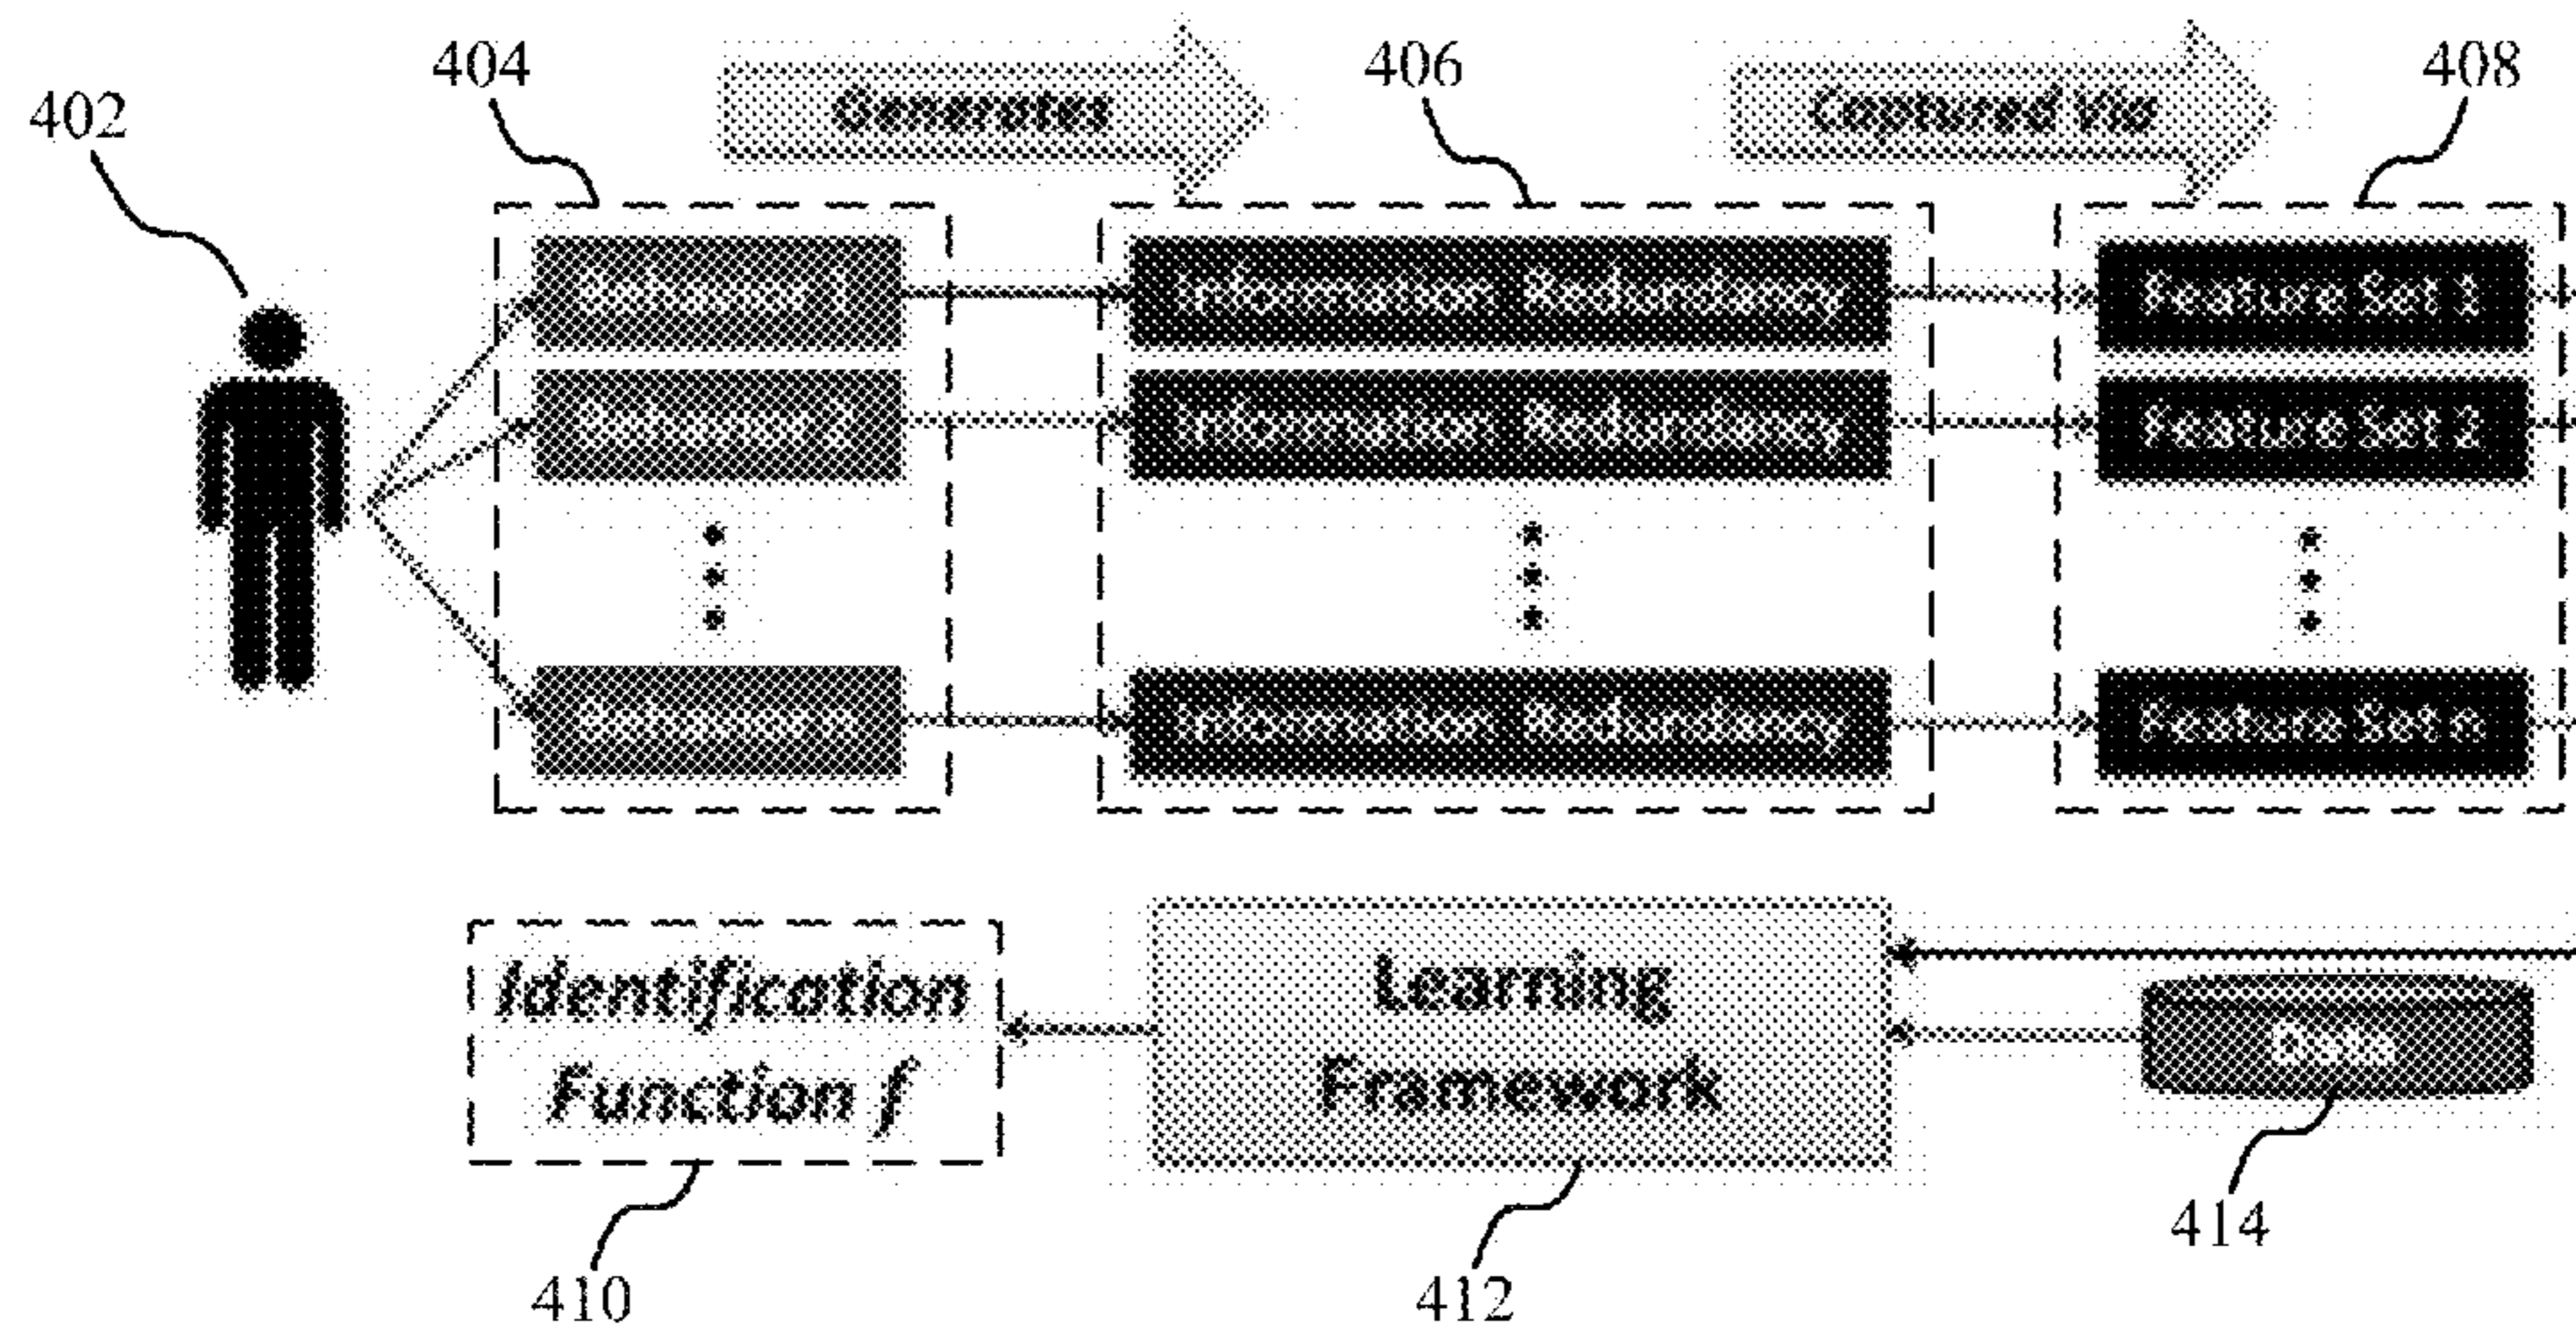 402
404
Generates
406
Captured Via
408
Behavior 1
Information Redundancy
Feature Set 1
Behavior 2
Information Redundancy
Feature Set 2
Behavior n
Information Redundancy
Feature Set n
Identification
Function f
Learning
Framework
Data
410
412
414